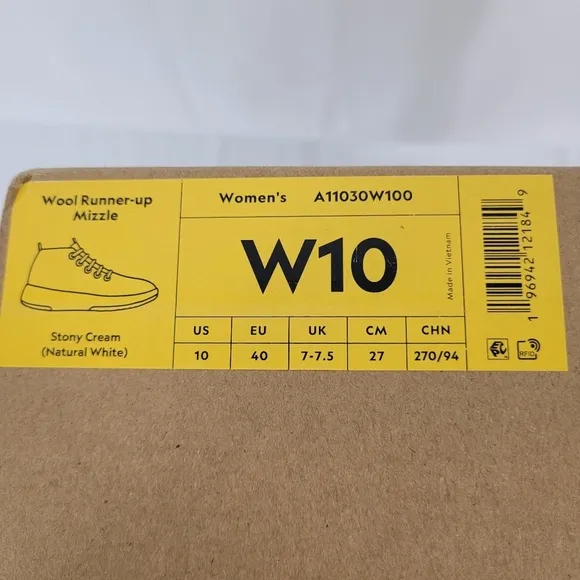 Wool Runner-up
Mizzle
Stony Cream
(Natural White)
Women's A11030W100
W10
Made in Vietnam
US EU UK CM CHN
10 40 7-7.5 27 270/94
1 96942 12184 9
RFID